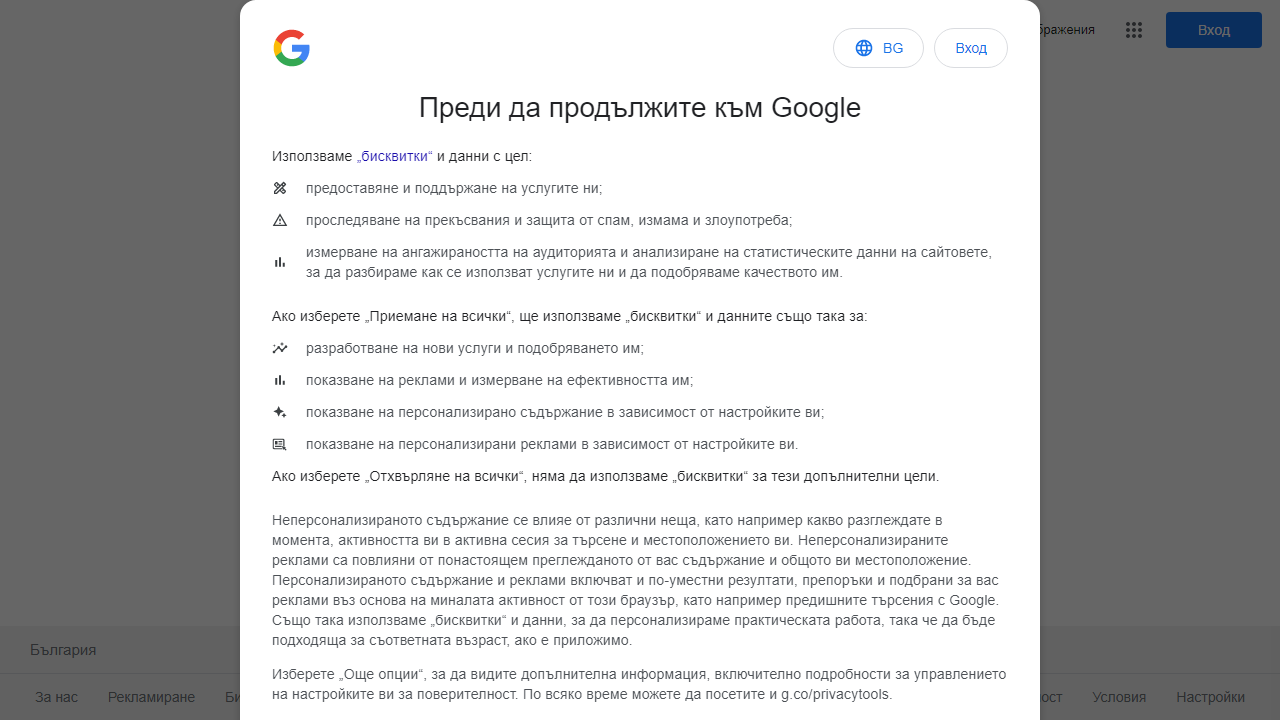 бражения
Вход
BG
Вход
Преди да продължите към Google
Използваме „бисквитки“ и данни с цел:
предоставяне и поддържане на услугите ни;
проследяване на прекъсвания и защита от спам, измама и злоупотреба;
измерване на ангажираността на аудиторията и анализиране на статистическите данни на сайтовете,
за да разбираме как се използват услугите ни и да подобряваме качеството им.
Ако изберете „Приемане на всички“, ще използваме „бисквитки“ и данните също така за:
разработване на нови услуги и подобряването им;
показване на реклами и измерване на ефективността им;
показване на персонализирано съдържание в зависимост от настройките ви;
показване на персонализирани реклами в зависимост от настройките ви.
Ако изберете „Отхвърляне на всички“, няма да използваме „бисквитки“ за тези допълнителни цели.
Неперсонализираното съдържание се влияе от различни неща, като например какво разглеждате в
момента, активността ви в активна сесия за търсене и местоположението ви. Неперсонализираните
реклами са повлияни от понастоящем преглежданото от вас съдържание и общото ви местоположение.
Персонализираното съдържание и реклами включват и по-уместни резултати, препоръки и подбрани за вас
реклами въз основа на миналата активност от този браузър, като например предишните търсения с Google.
Също така използваме „бисквитки“ и данни, за да персонализираме практическата работа, така че да бъде
подходяща за съответната възраст, ако е приложимо.
Изберете „Още опции“, за да видите допълнителна информация, включително подробности за управлението
на настройките ви за поверителност. По всяко време можете да посетите и g.co/privacytools.
България
За нас Рекламиране Би ост Условия Настройки